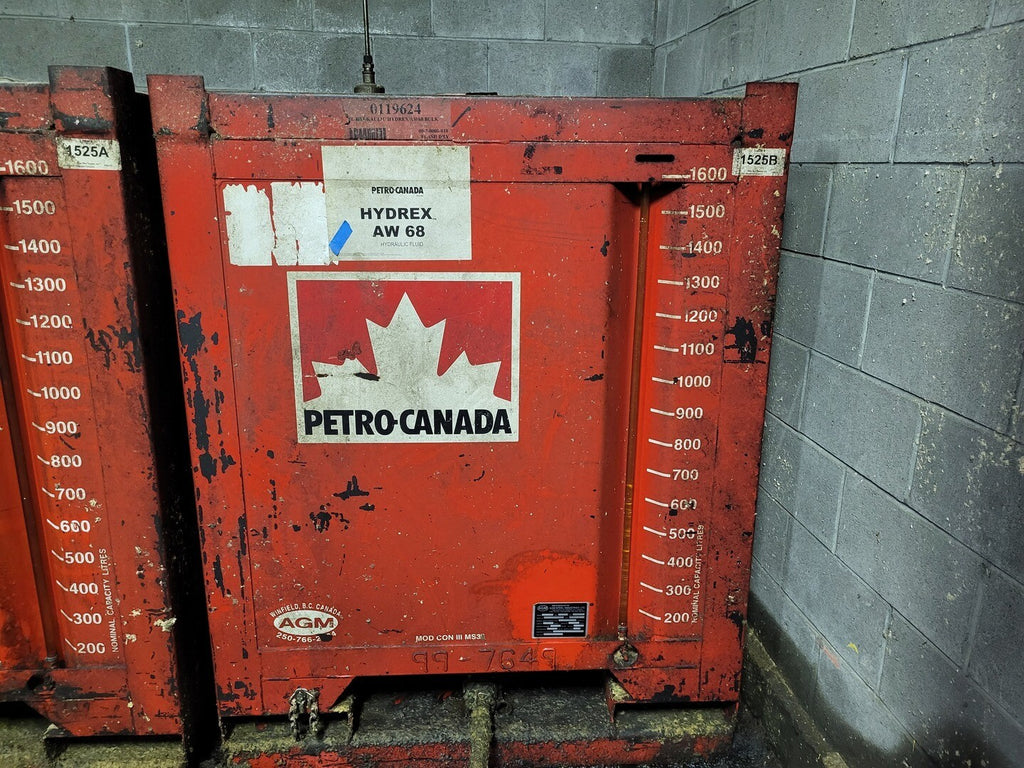 1525A
1600
1500
1400
1300
1200
1100
1000
900
800
700
600
500
400
300
200
NOMINAL CAPACITY LITRES
0119624
PETRO-CANADA
HYDREX
AW 68
HYDRAULIC FLUID
PETRO-CANADA
WINFIELD, B.C. CANADA
AGM
MOD CON III
99-7649
1525B
1600
1500
1400
1300
1200
1100
1000
900
800
700
600
500
400
300
200
NOMINAL CAPACITY LITRES